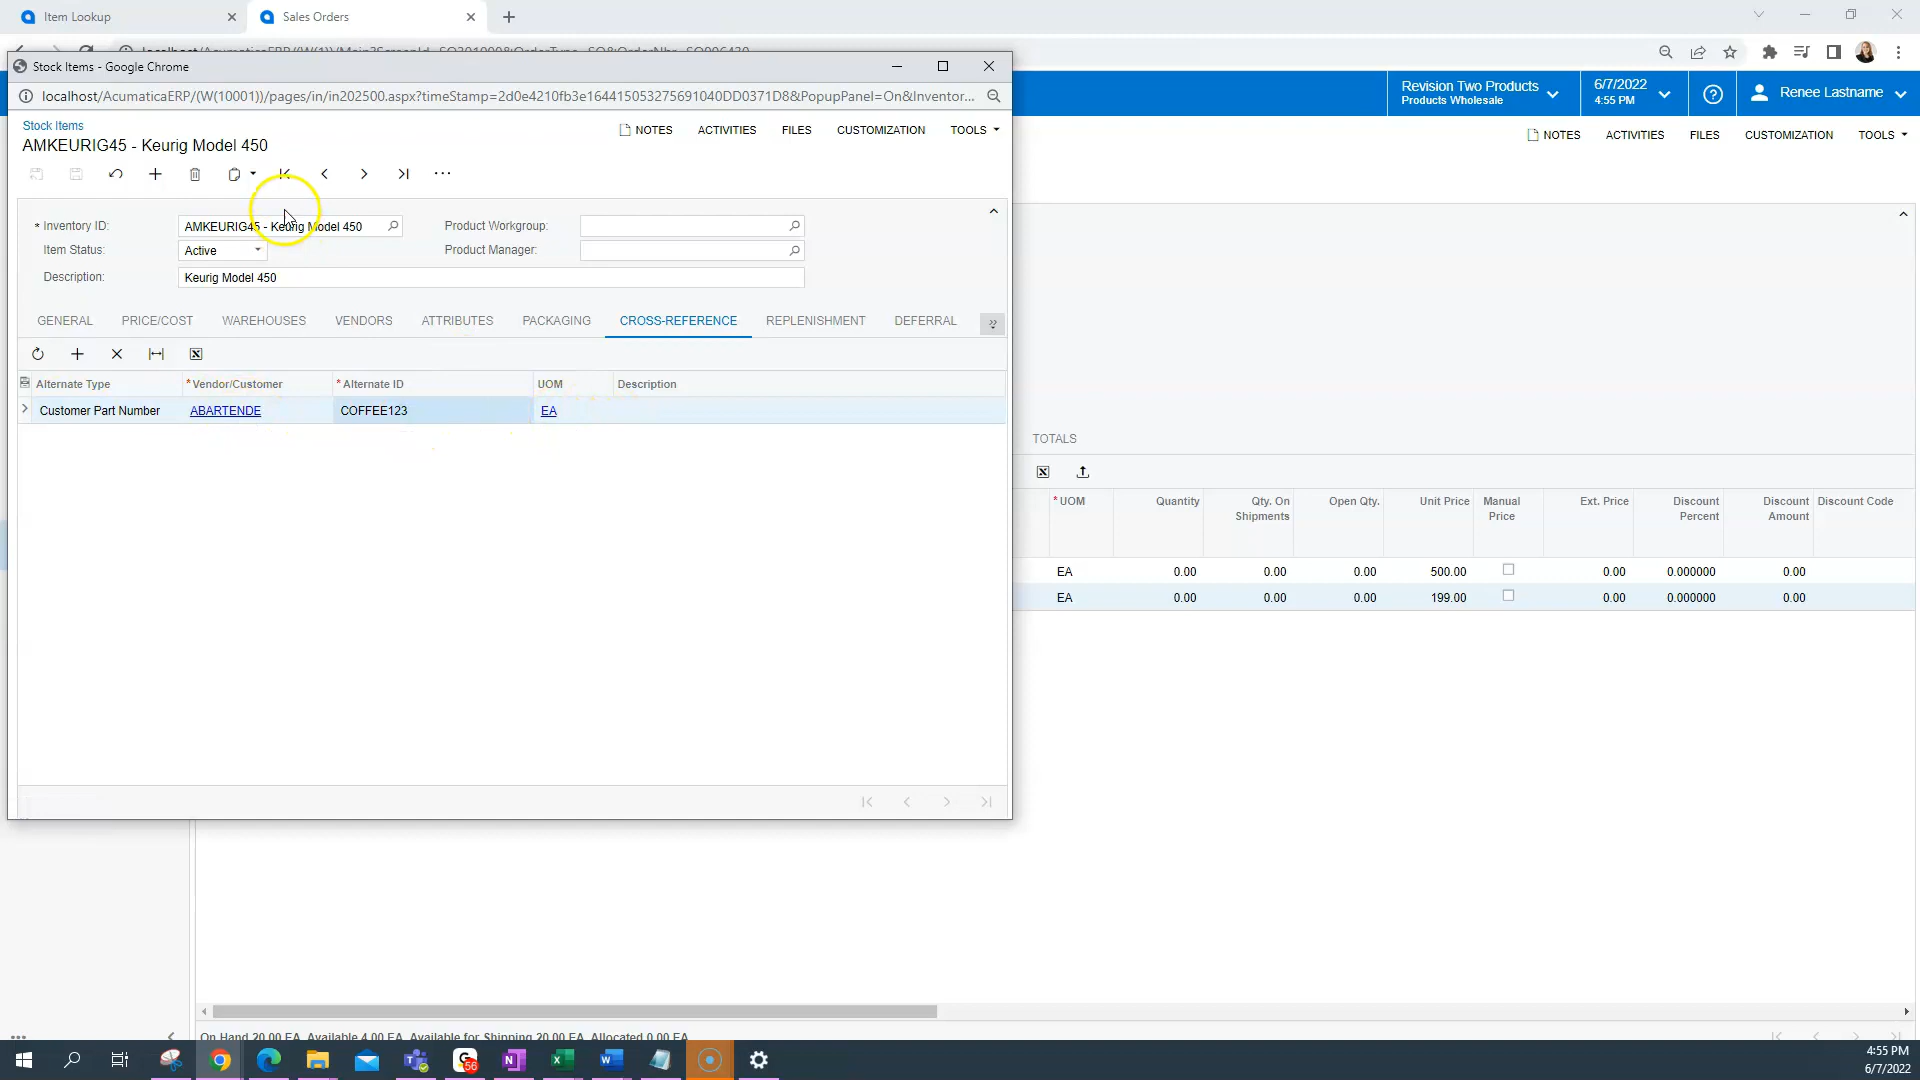 Item Lookup
Sales Orders
Stock Items - Google Chrome
localhost/AcumaticaERP/(W(10001))/pages/in/in202500.aspx?timeStamp=2d0e4210fb3e164415053275691040DD0371D8&PopupPanel=On&Inventor...
Revision Two Products
Products Wholesale
6/7/2022
4:55 PM
Renee Lastname
Stock Items
AMKEURIG45 - Keurig Model 450
NOTES ACTIVITIES FILES CUSTOMIZATION TOOLS
NOTES ACTIVITIES FILES CUSTOMIZATION TOOLS
* Inventory ID: AMKEURIG45 - Keurig Model 450
Product Workgroup:
Item Status: Active
Product Manager:
Description: Keurig Model 450
GENERAL PRICE/COST WAREHOUSES VENDORS ATTRIBUTES PACKAGING CROSS-REFERENCE REPLENISHMENT DEFERRAL
Alternate Type * Vendor/Customer * Alternate ID UOM Description
Customer Part Number ABARTENDE COFFEE123 EA
TOTALS
* UOM Quantity Qty. On Shipments Open Qty. Unit Price Manual Price Ext. Price Discount Percent Discount Amount Discount Code
EA 0.00 0.00 0.00 500.00 0.00 0.000000 0.00
EA 0.00 0.00 0.00 199.00 0.00 0.000000 0.00
On Hand 20.00 EA, Available 4.00 EA, Available for Shipping 20.00 EA, Allocated 0.00 EA
56
4:55 PM
6/7/2022